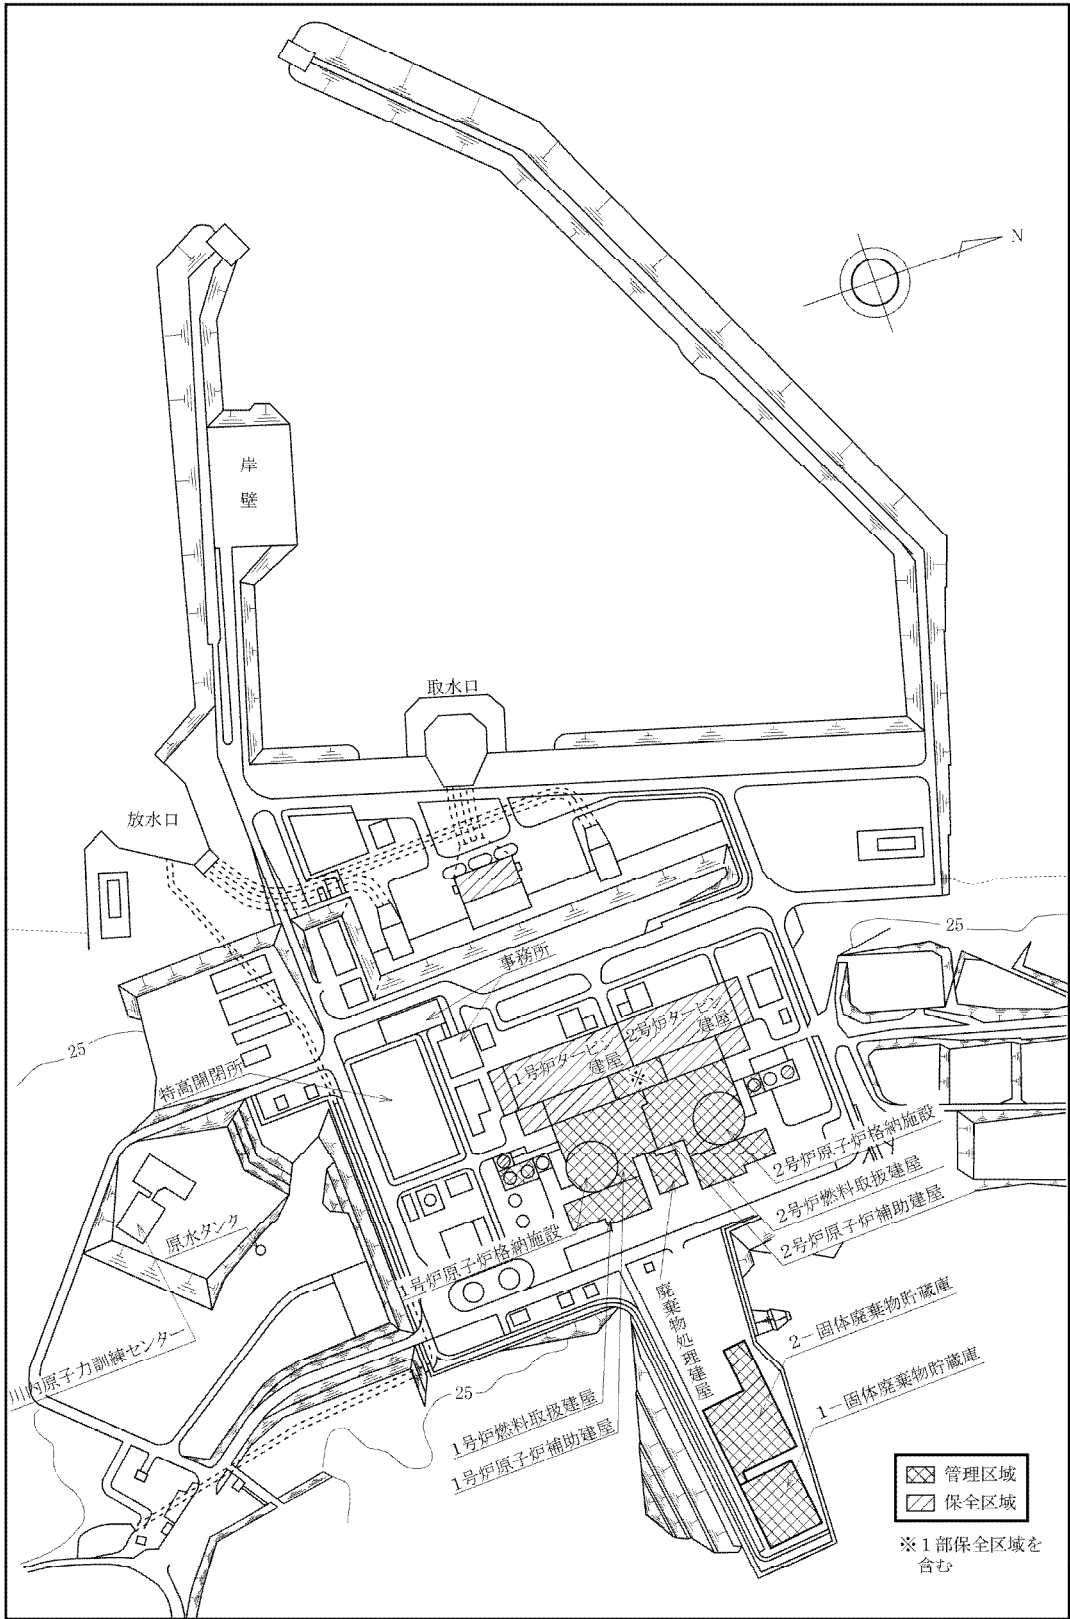 N
岸
壁
取水口
放水口
25
事務所
2号炉タービン
建屋
1号炉タービン
建屋
※
25
特高開閉所
2号炉原子炉格納施設
2号炉燃料取扱建屋
2号炉原子炉補助建屋
原水タンク
1号炉原子炉格納施設
廃棄物処理建屋
2－固体廃棄物貯蔵庫
1－固体廃棄物貯蔵庫
川内原子力訓練センター
25
1号炉燃料取扱建屋
1号炉原子炉補助建屋
管理区域
保全区域
※1部保全区域を
含む